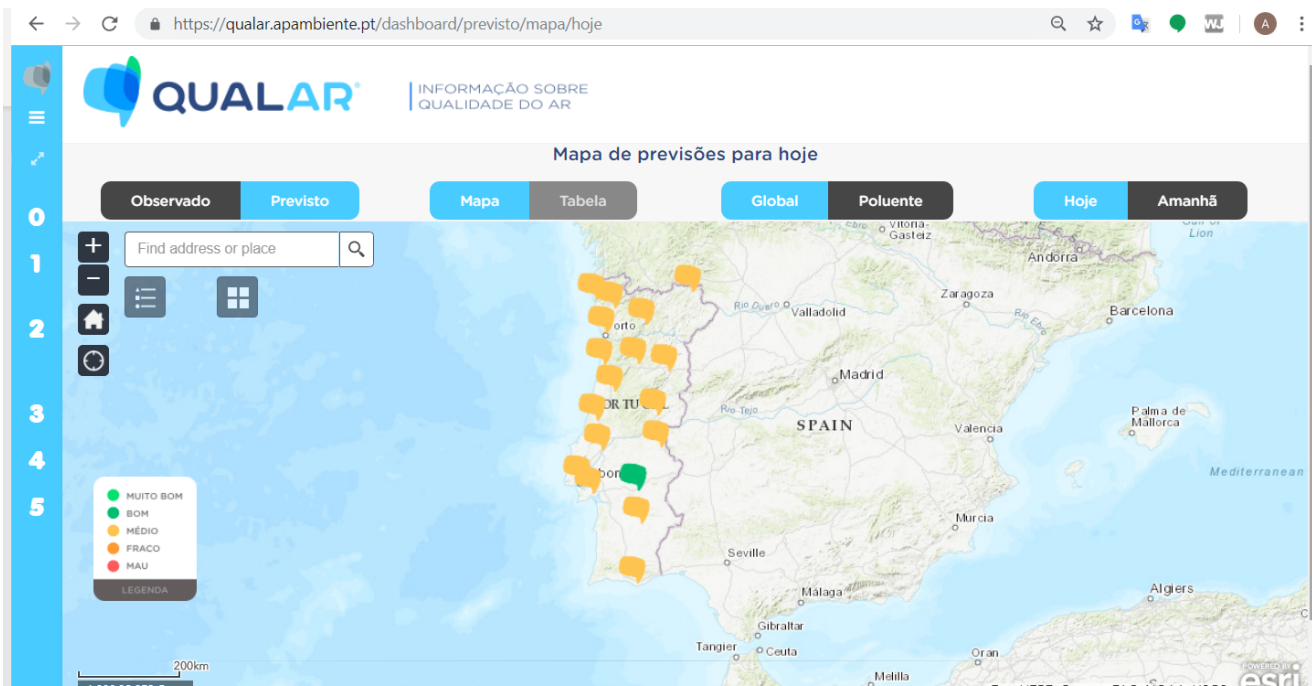 https://qualar.apambiente.pt/dashboard/previsto/mapa/hoje
A
QUALAR
INFORMAÇÃO SOBRE
QUALIDADE DO AR
Mapa de previsões para hoje
Observado Previsto Mapa Tabela Global Poluente Hoje Amanhã
0
1
2
3
4
5
Find address or place
Vitoria-
Gasteiz
Lion
Andorra
Zaragoza
Rio Duero
Valladolid
Rio Ebro
Barcelona
orto
Madrid
Rio Tejo
SPAIN
Valencia
Palma de
Mallorca
Mediterranean
MUITO BOM
BOM
MÉDIO
FRACO
MAU
LEGENDA
Murcia
Seville
Málaga
Algiers
Gibraltar
Tangier
Ceuta
Oran
Melilla
200km
POWERED BY
esri